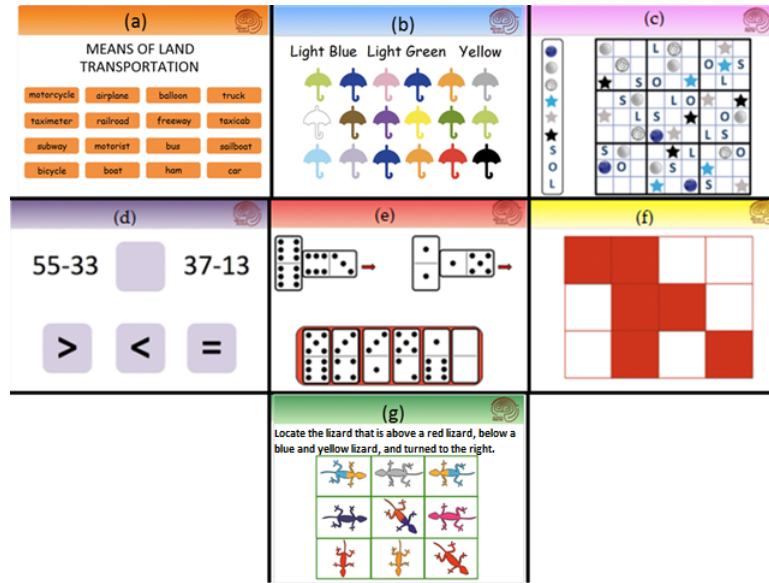 (a)
MEANS OF LAND
TRANSPORTATION
motorcycle airplane balloon truck
taximeter railroad freeway taxicab
subway motorist bus sailboat
bicycle boat ham car
(b)
Light Blue Light Green Yellow
(c)
S
O
L
L
O S
S O L
S L O
L S L
L S
S L O
O S
S
(d)
55-33 37-13
> < =
(e)
(f)
(g)
Locate the lizard that is above a red lizard, below a
blue and yellow lizard, and turned to the right.